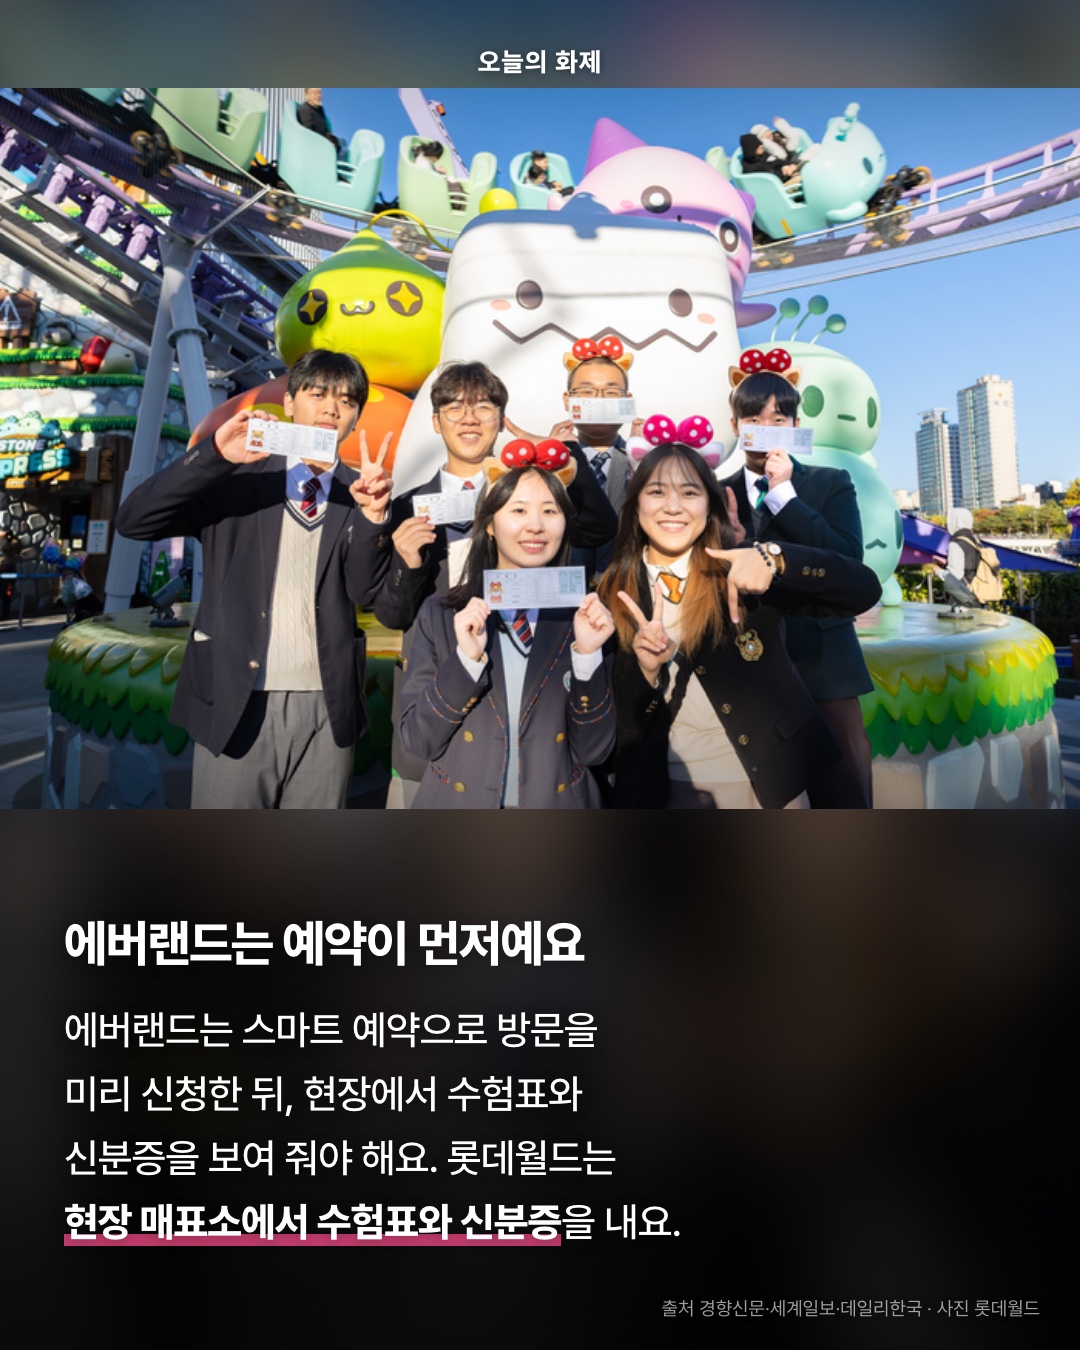 오늘의 화제
STONE
PRESS
에버랜드는 예약이 먼저예요
에버랜드는 스마트 예약으로 방문을
미리 신청한 뒤, 현장에서 수험표와
신분증을 보여 줘야 해요. 롯데월드는
현장 매표소에서 수험표와 신분증을 내요.
출처 경향신문·세계일보·데일리한국 · 사진 롯데월드